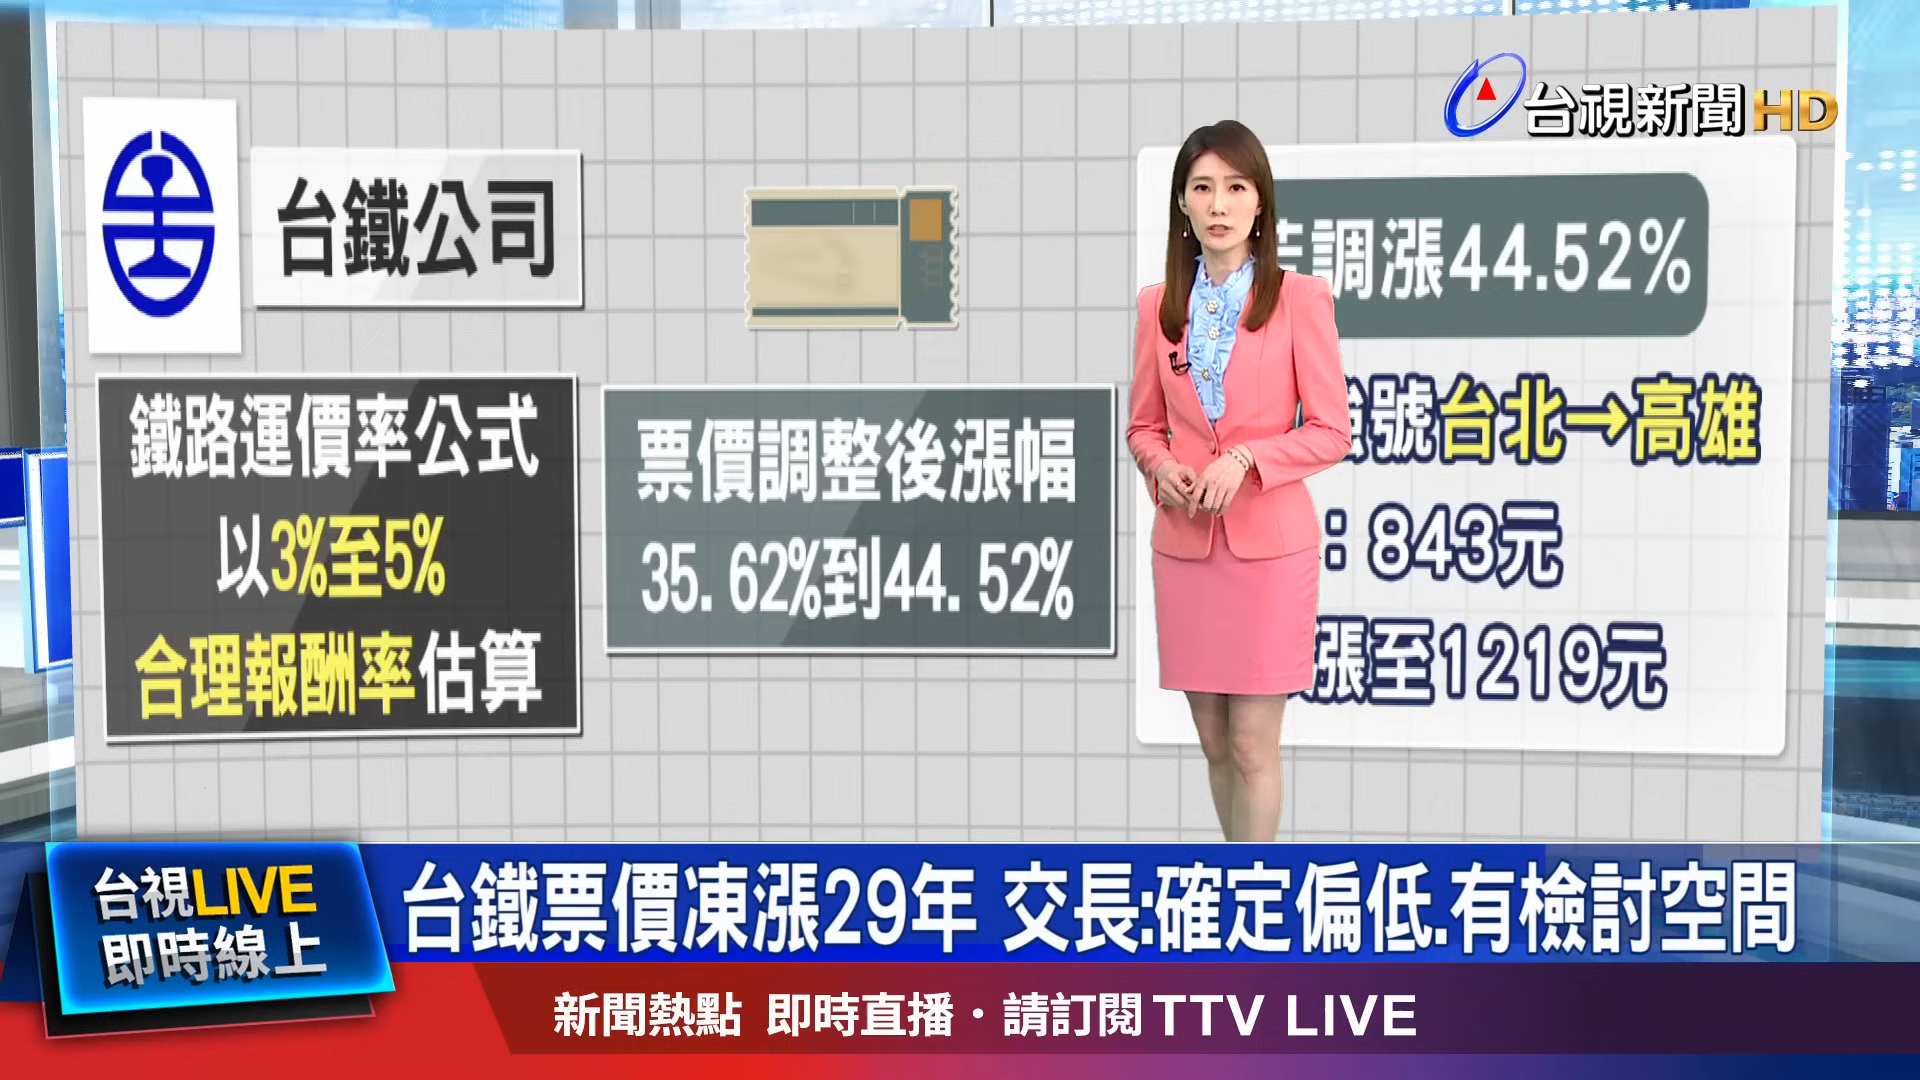 台視新聞HD
台鐵公司
鐵路運價率公式
以3%至5%
合理報酬率估算
票價調整後漲幅
35.62%到44.52%
調漲44.52%
號台北→高雄
：843元
漲至1219元
台視LIVE
即時線上
台鐵票價凍漲29年 交長:確定偏低.有檢討空間
新聞熱點 即時直播·請訂閱TTV LIVE